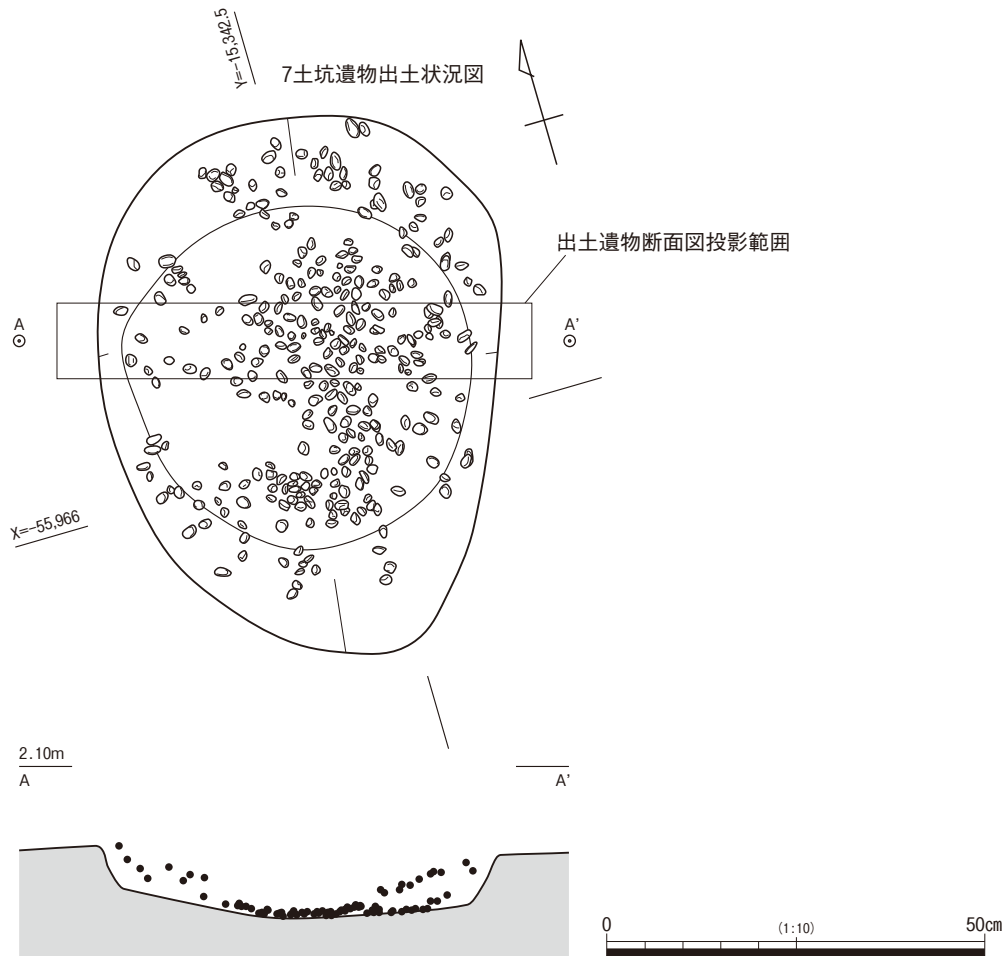 Y=-15,342.5
7土坑遺物出土状況図
出土遺物断面図投影範囲
A
A'
X=-55,966
2.10m
A
A'
0
(1:10)
50cm